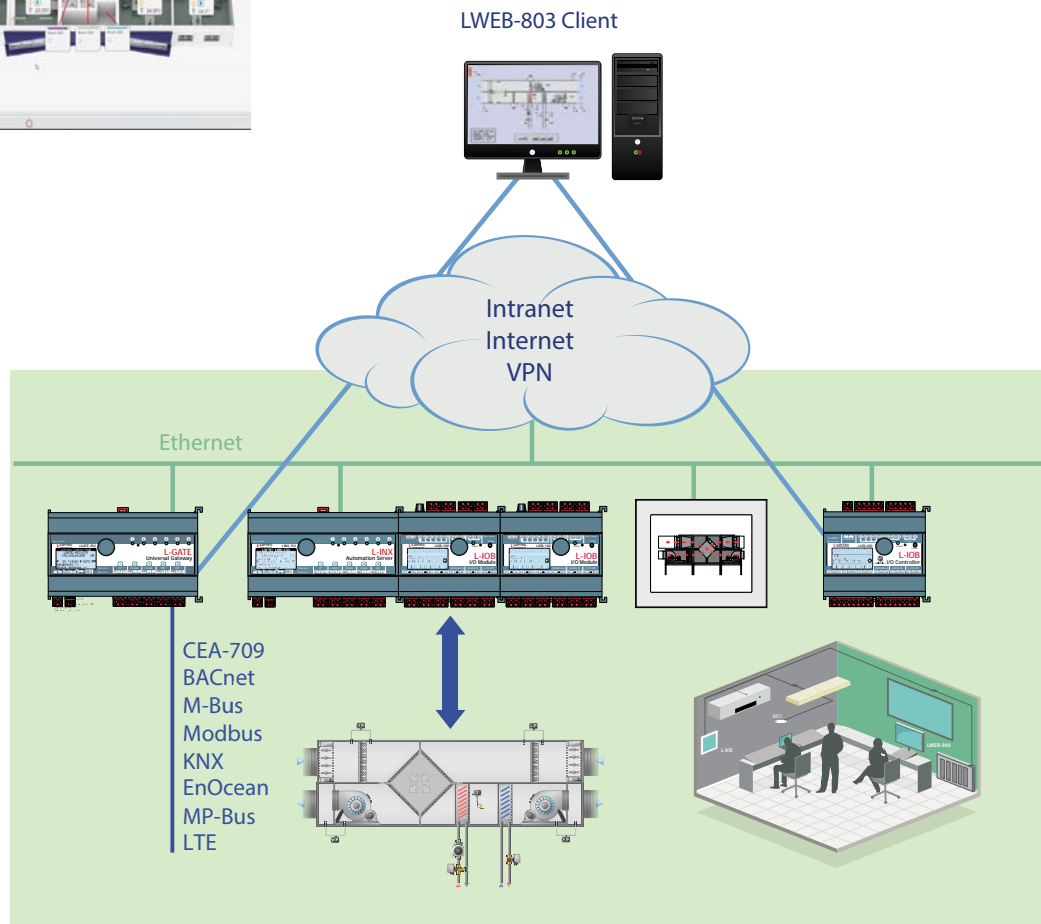 LWEB-803 Client
Intranet
Internet
VPN
Ethernet
L-GATE
Universal Gateway
L-INX
Automation Server
L-IOB
I/O Module
L-IOB
I/O Module
L-IOB
I/O Controller
CEA-709
BACnet
M-Bus
Modbus
KNX
EnOcean
MP-Bus
LTE
L-VIS